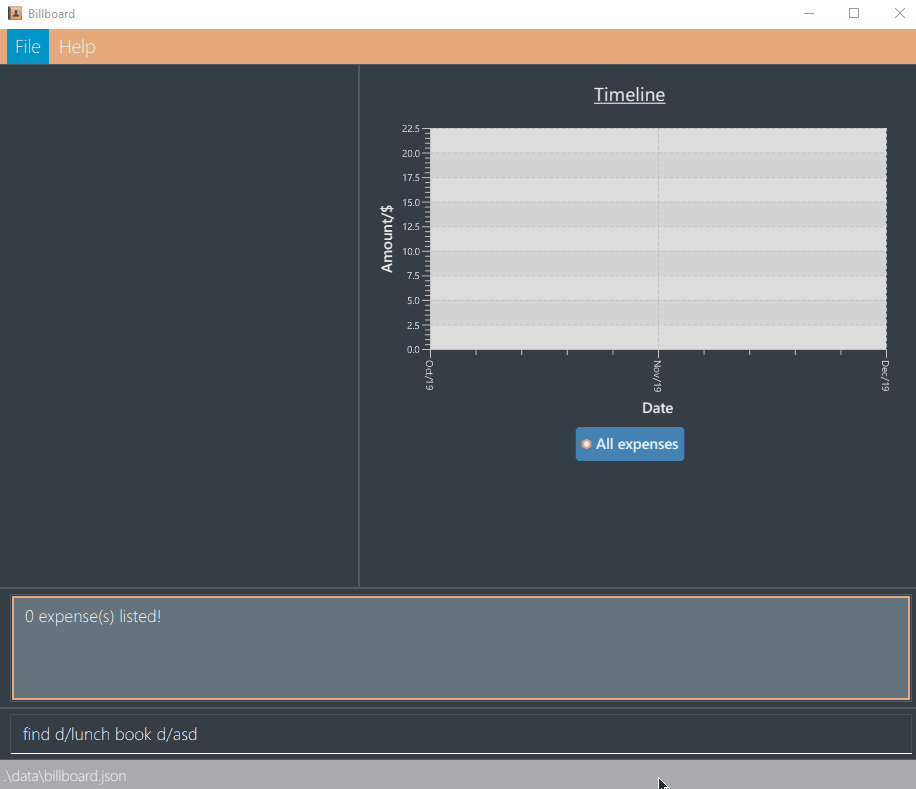 Billboard
File Help
Timeline
22.5
20.0
17.5
15.0
12.5
10.0
7.5
5.0
2.5
0.0
Amount/$
Oct/19
Nov/19
Dec/19
Date
All expenses
0 expense(s) listed!
find d/lunch book d/asd
.\data\billboard.json